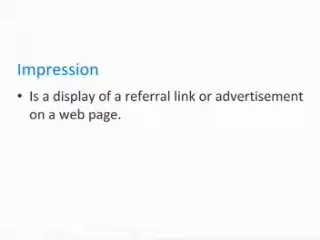 Impression
• Is a display of a referral link or advertisement
on a web page.